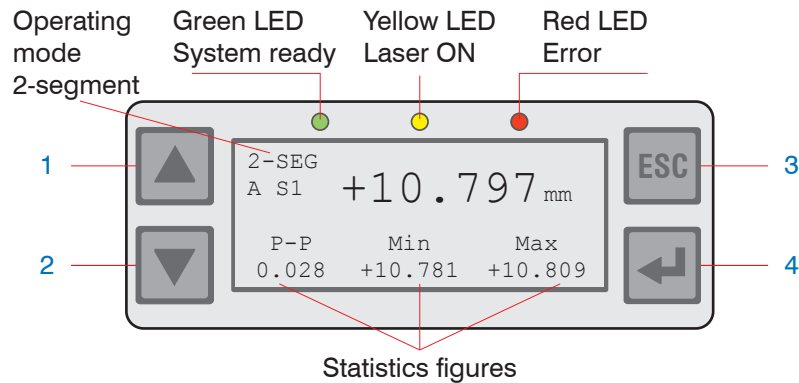 Operating
mode
2-segment
Green LED
System ready
Yellow LED
Laser ON
Red LED
Error
1
2
2-SEG
A S1
+10.797 mm
P-P Min Max
0.028 +10.781 +10.809
ESC
3
4
Statistics figures